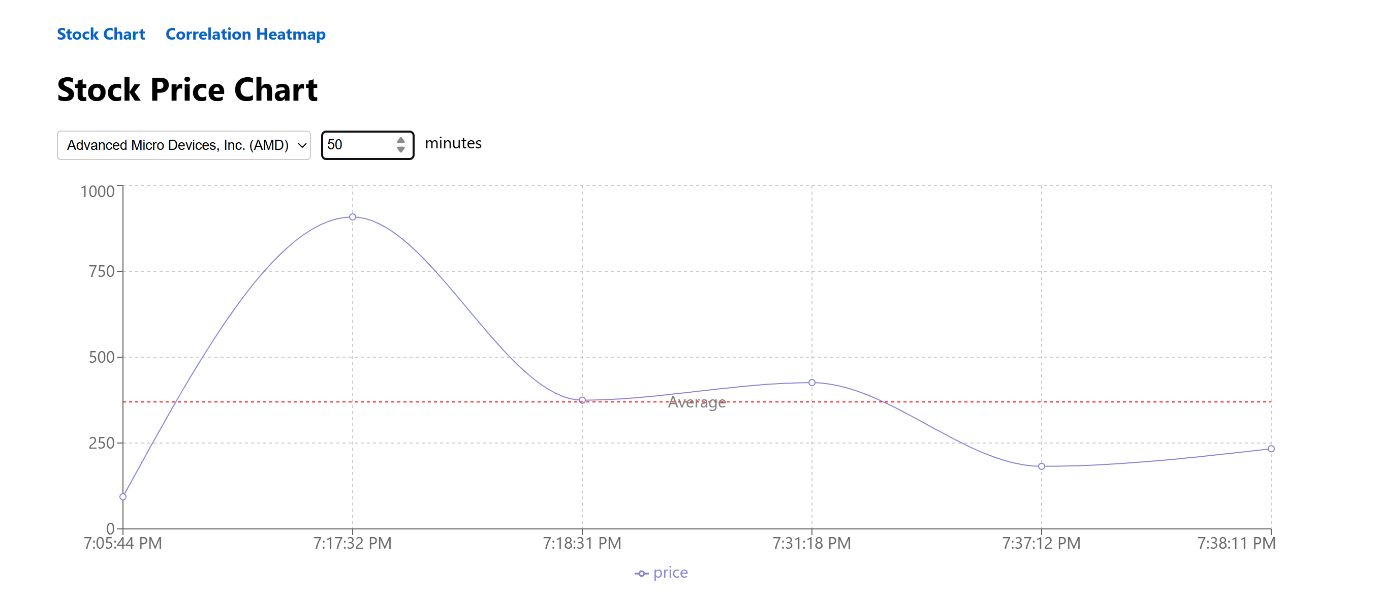 Stock Chart Correlation Heatmap
Stock Price Chart
Advanced Micro Devices, Inc. (AMD) 50 minutes
1000
750
500
Average
250
0
7:05:44 PM 7:17:32 PM 7:18:31 PM 7:31:18 PM 7:37:12 PM 7:38:11 PM
price